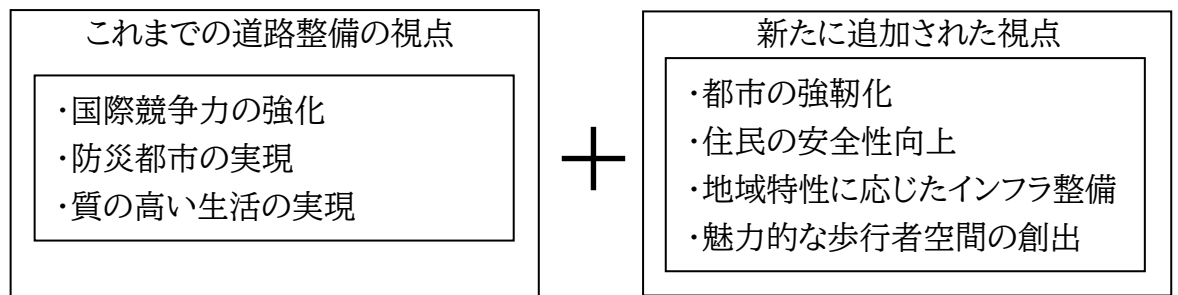 これまでの道路整備の視点
・国際競争力の強化
・防災都市の実現
・質の高い生活の実現
＋
新たに追加された視点
・都市の強靭化
・住民の安全性向上
・地域特性に応じたインフラ整備
・魅力的な歩行者空間の創出